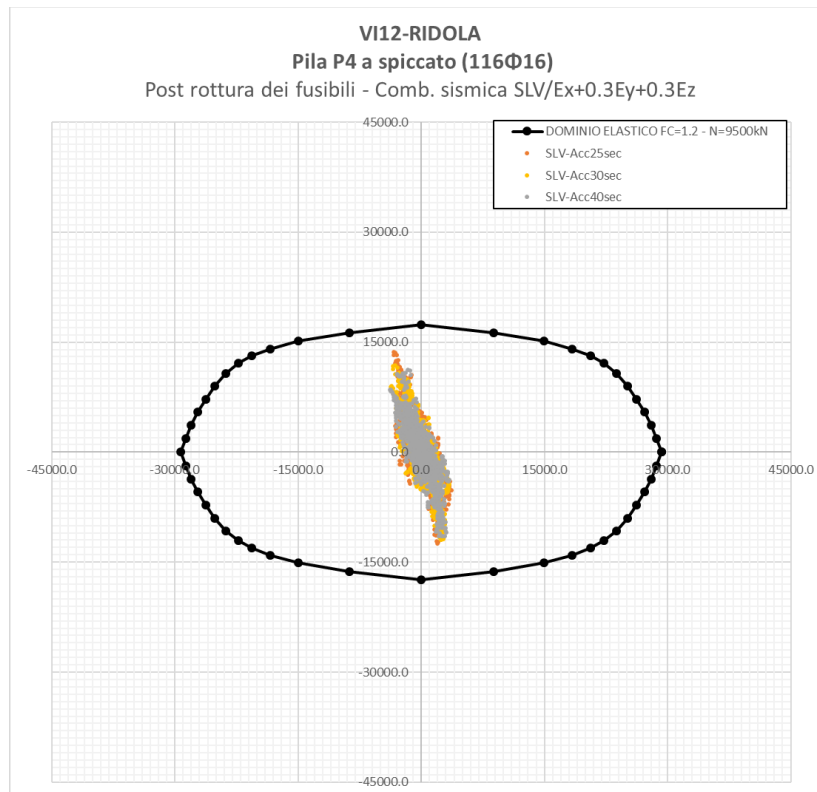 VI12-RIDOLA
Pila P4 a spiccato (116Φ16)
Post rottura dei fusibili - Comb. sismica SLV/Ex+0.3Ey+0.3Ez
45000.0
DOMINIO ELASTICO FC=1.2 - N=9500kN
SLV-Acc25sec
SLV-Acc30sec
SLV-Acc40sec
30000.0
15000.0
0.0
-45000.0 -30000.0 -15000.0 0.0 15000.0 30000.0 45000.0
-15000.0
-30000.0
-45000.0